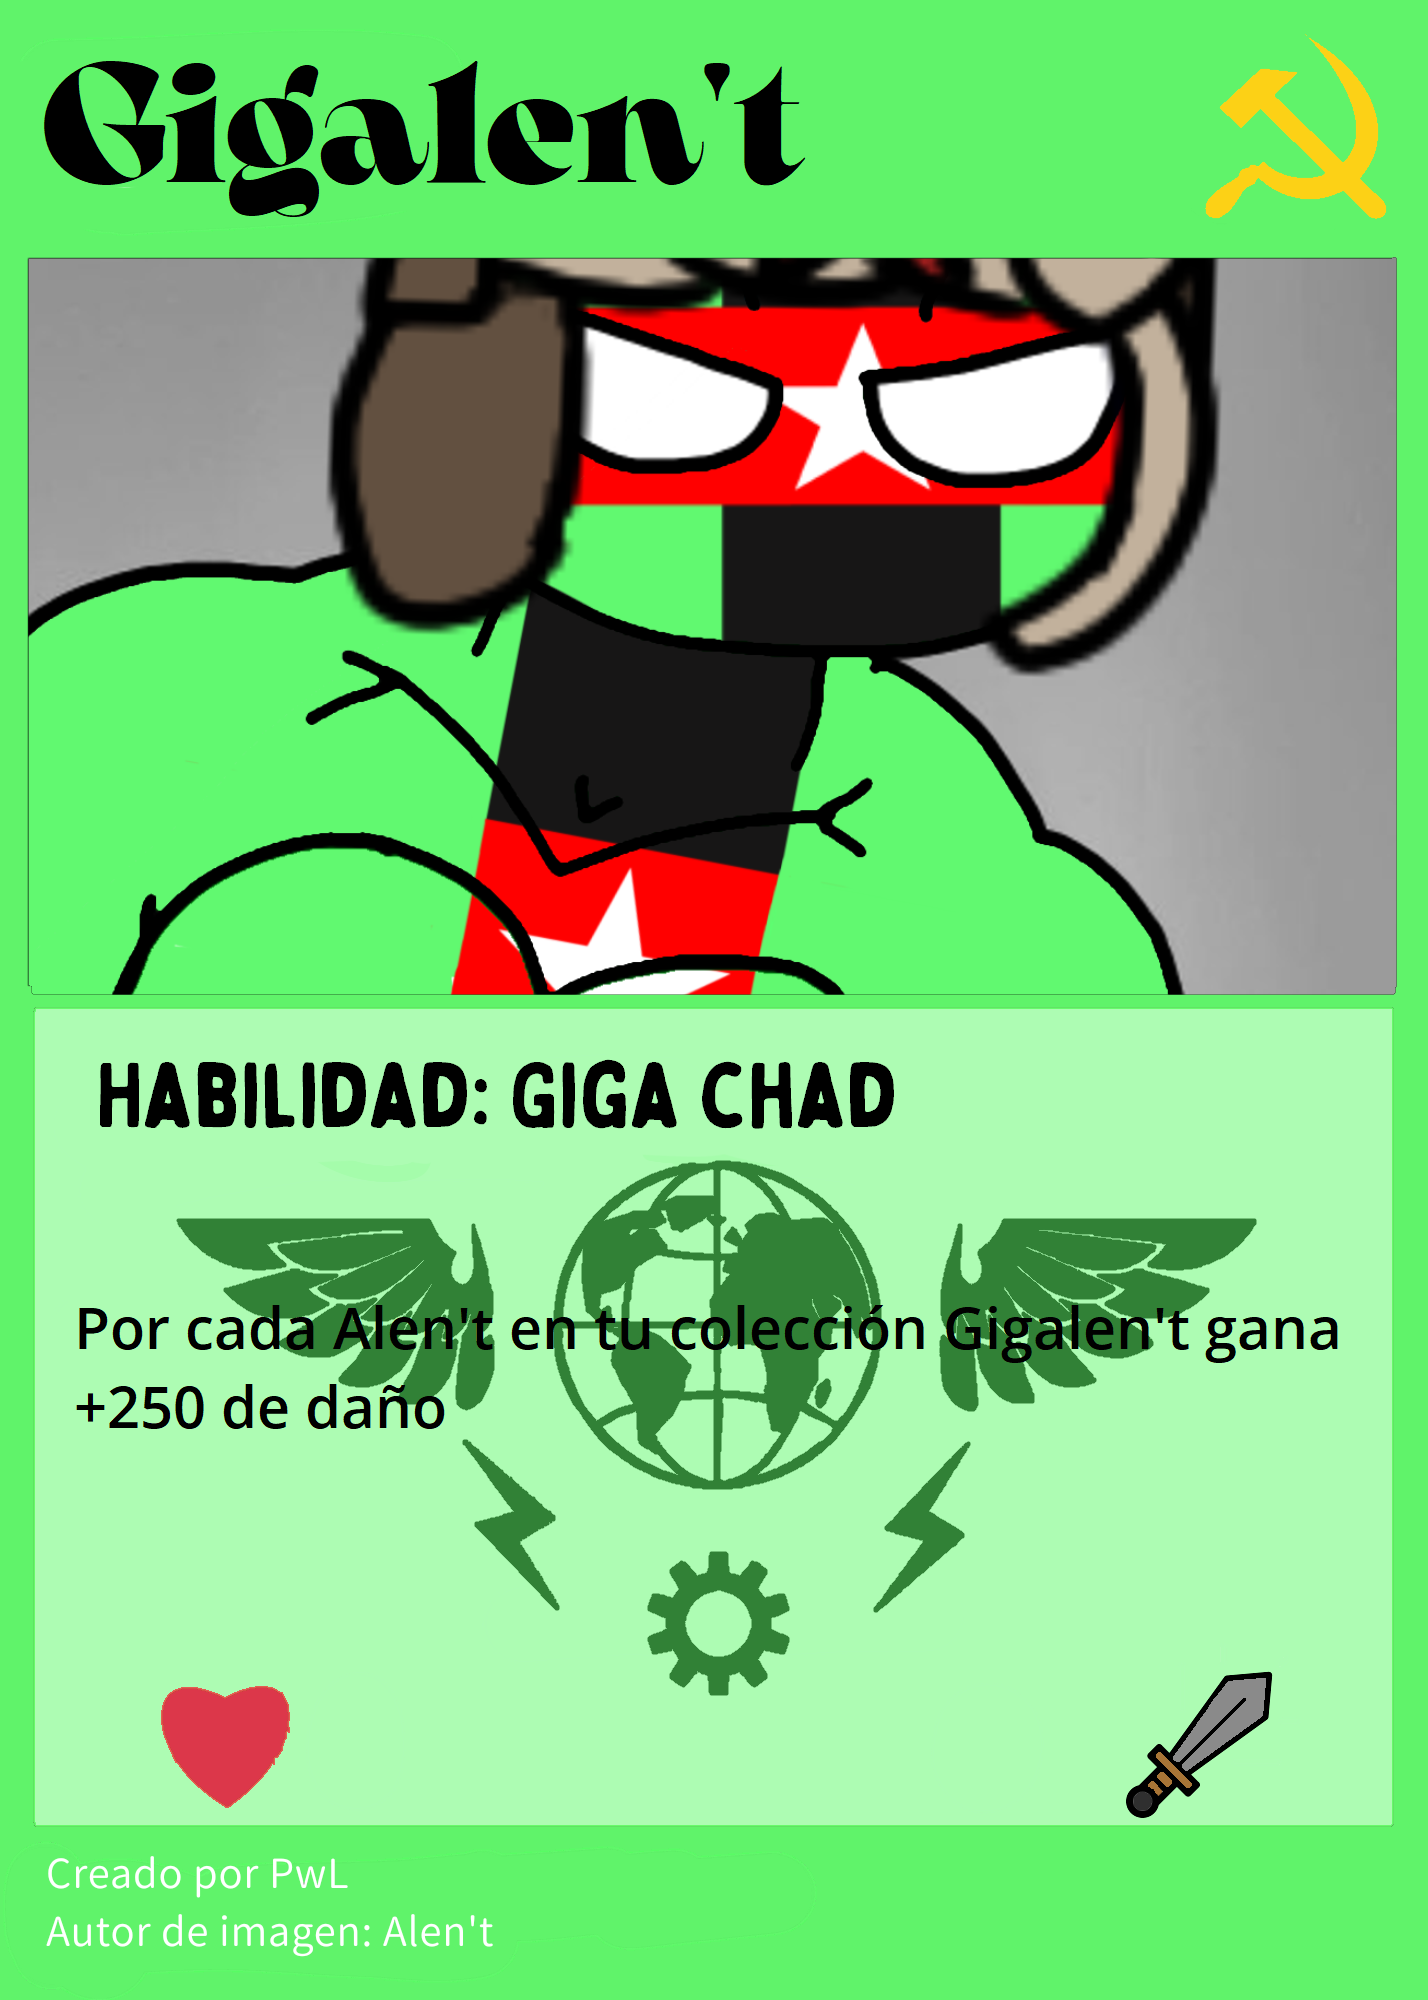 Gigalen't
HABILIDAD: GIGA CHAD
Por cada Alen't en tu colección Gigalen't gana
+250 de daño
Creado por PwL
Autor de imagen: Alen't